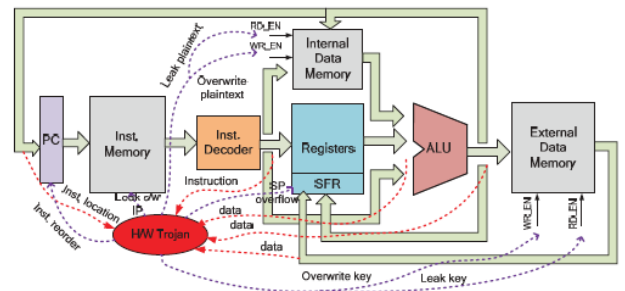 RD_EN
WR_EN
Internal
Data
Memory
Leak plaintext
Overwrite
plaintext
PC
Inst.
Memory
Inst.
Decoder
Registers
SFR
ALU
External
Data
Memory
Instruction
SP
overflow
Leak s/w
IP
Inst. location
Inst. reorder
H/W Trojan
data
data
data
WR_EN
RD_EN
Overwrite key
Leak key